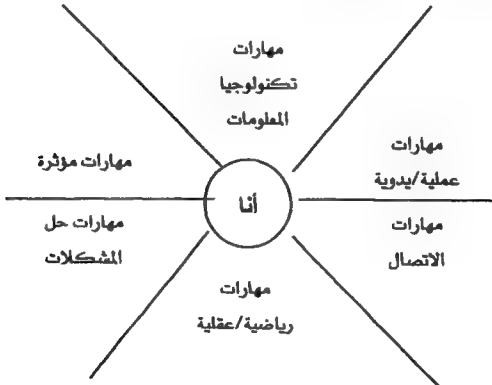 مهارات
تكنولوجيا
المعلومات
مهارات
عملية/يدوية
مهارات مؤثرة
أنا
مهارات
الاتصال
مهارات حل
المشكلات
مهارات
رياضية/عقلية